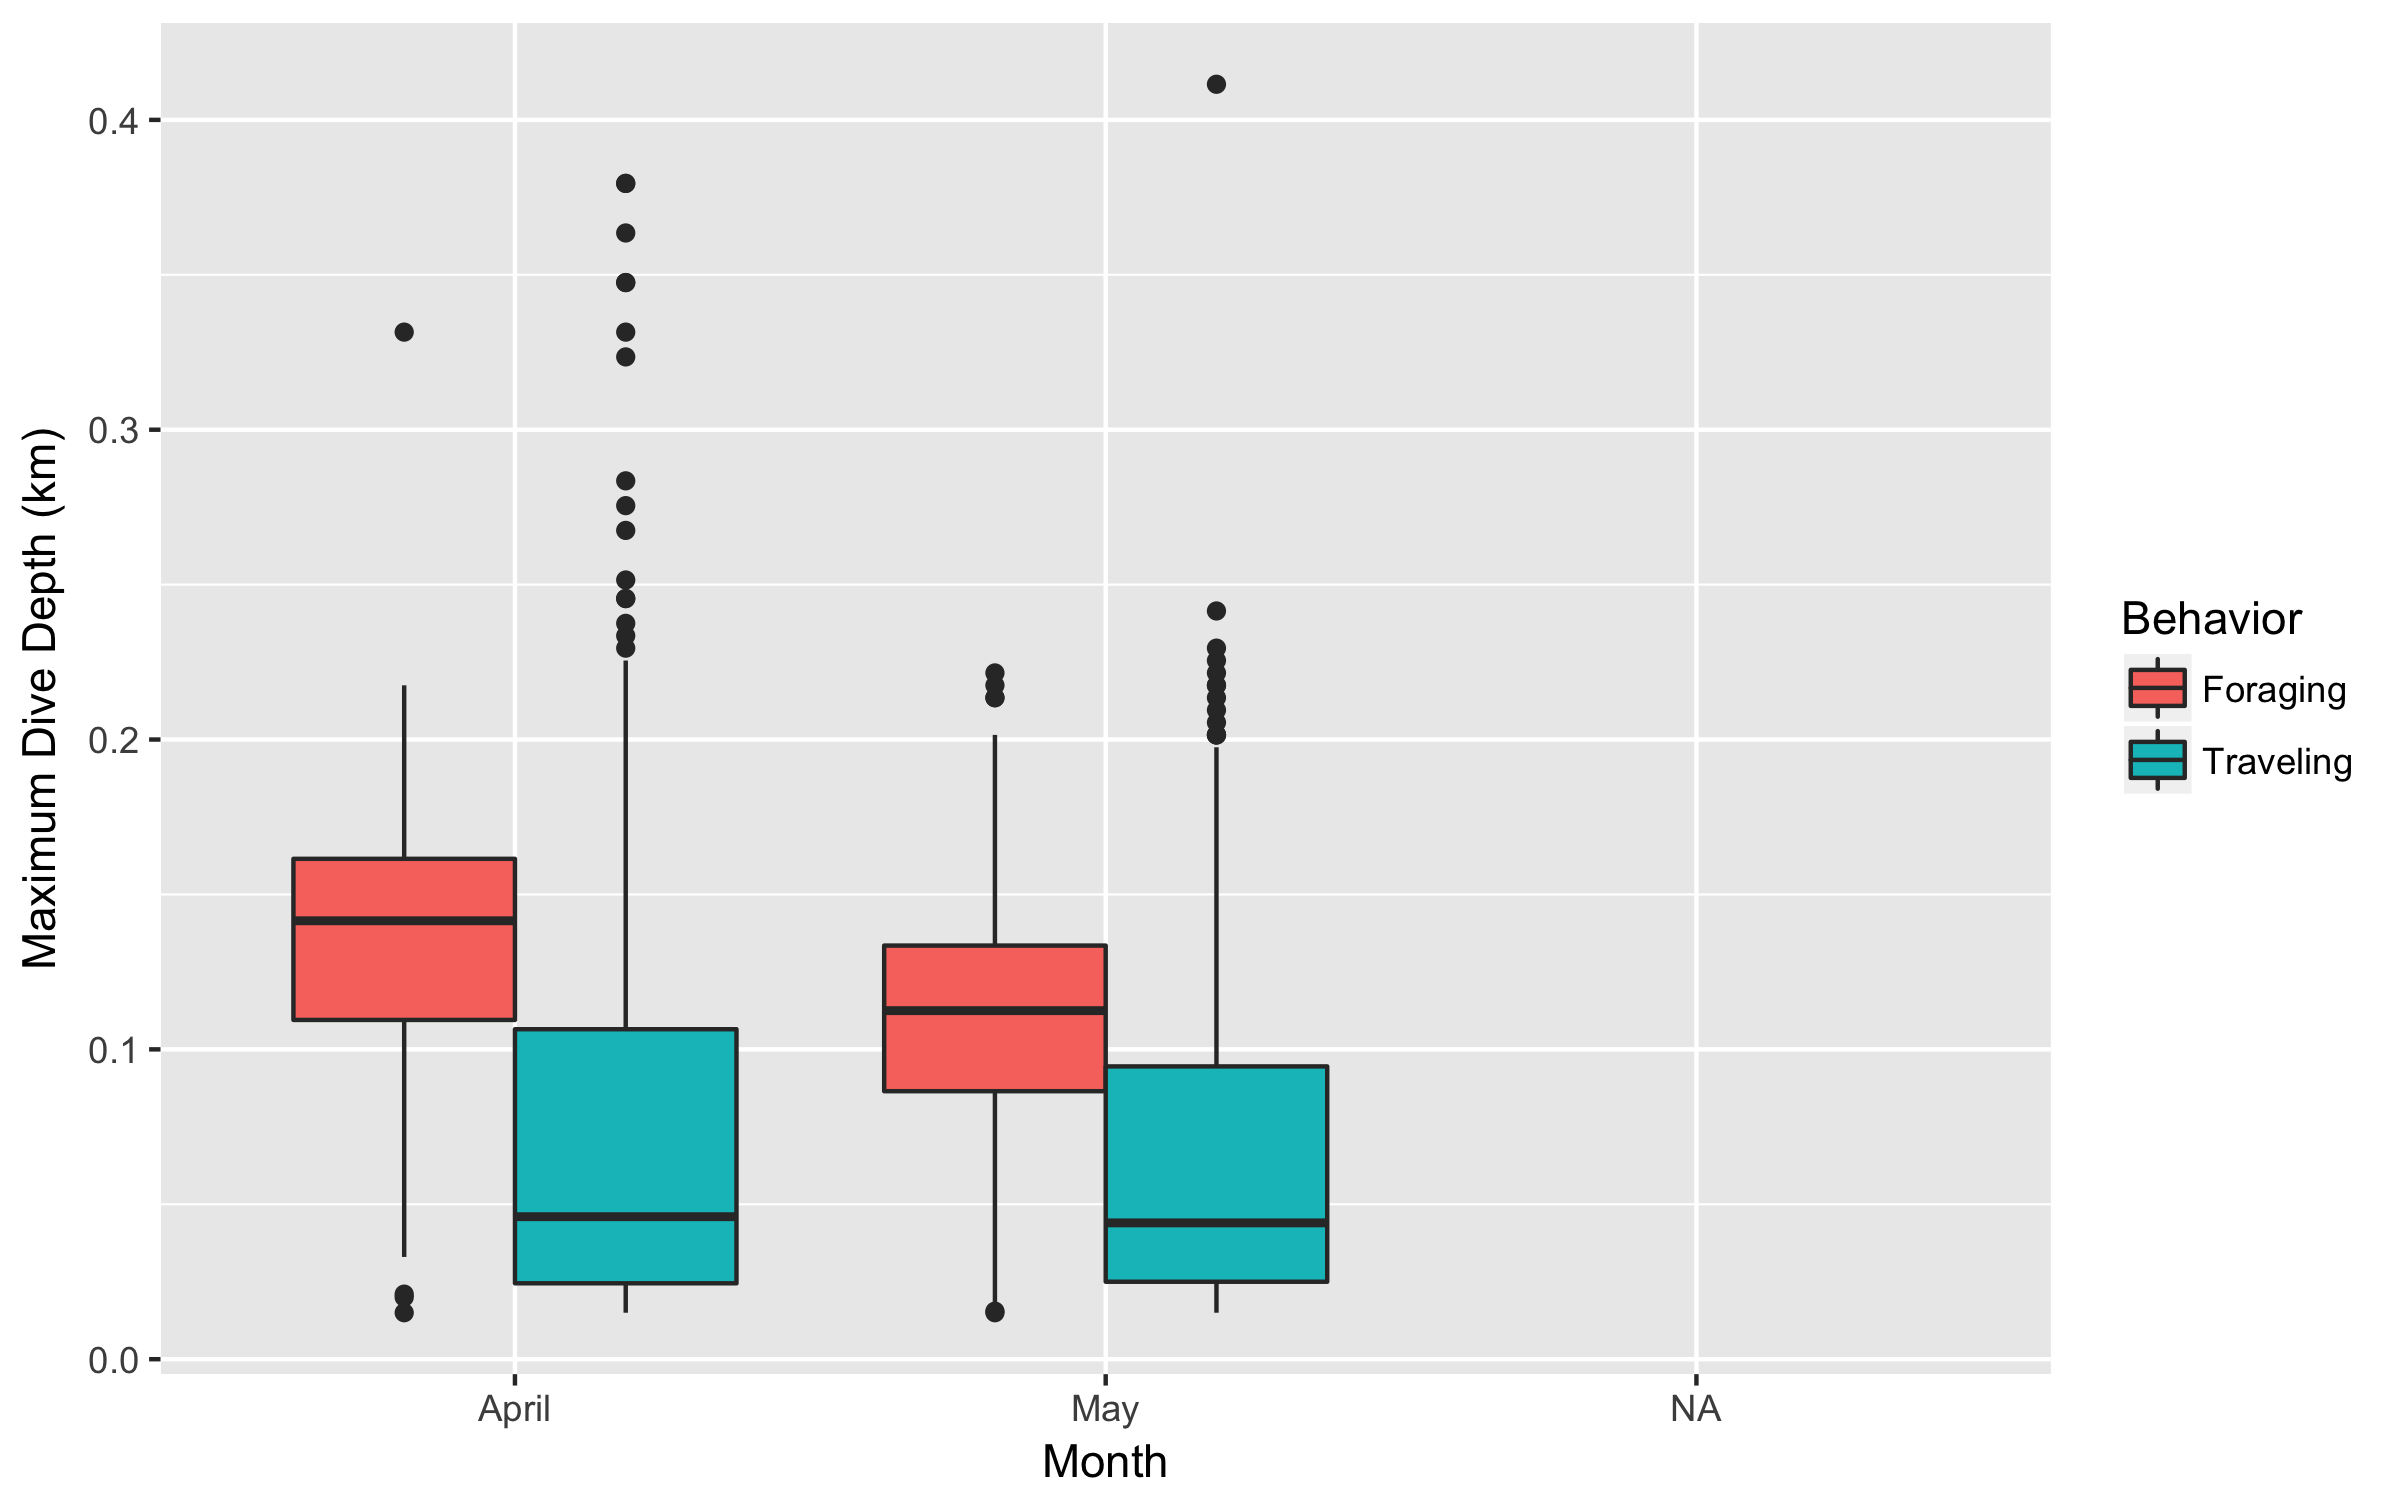 Maximum Dive Depth (km)
0.4
0.3
0.2
0.1
0.0
April
May
NA
Month
Behavior
Foraging
Traveling